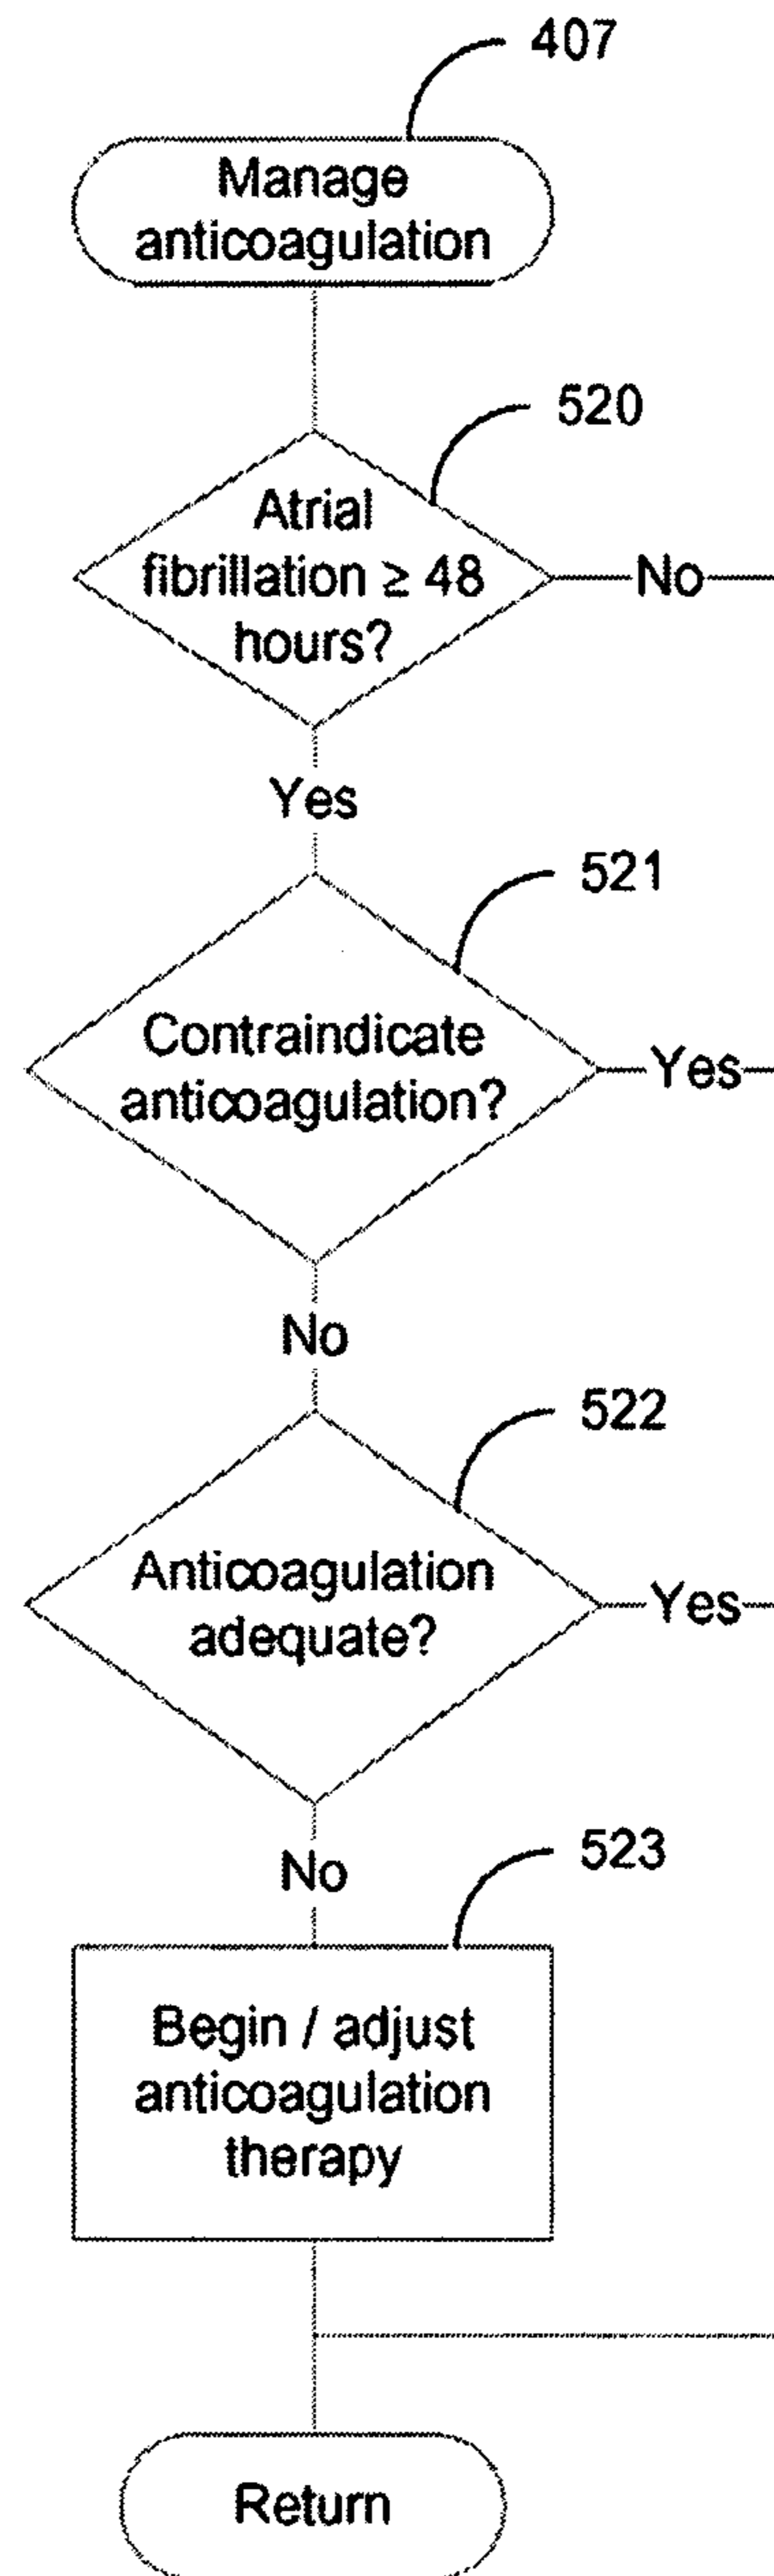 407
Manage
anticoagulation
520
Atrial
fibrillation ≥ 48
hours?
No
Yes
521
Contraindicate
anticoagulation?
Yes
No
522
Anticoagulation
adequate?
Yes
No
523
Begin / adjust
anticoagulation
therapy
Return